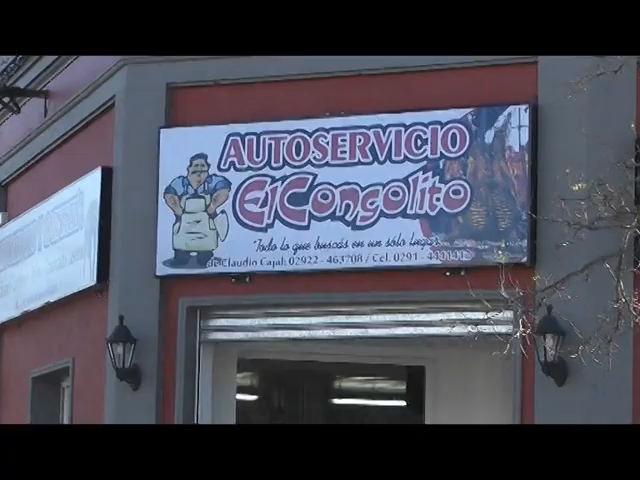 AUTOSERVICIO
El Congolito
"Todo lo que buscás en un sólo lugar"
de Claudio Cajal: 02922 - 463708 / Cel. 0291 -